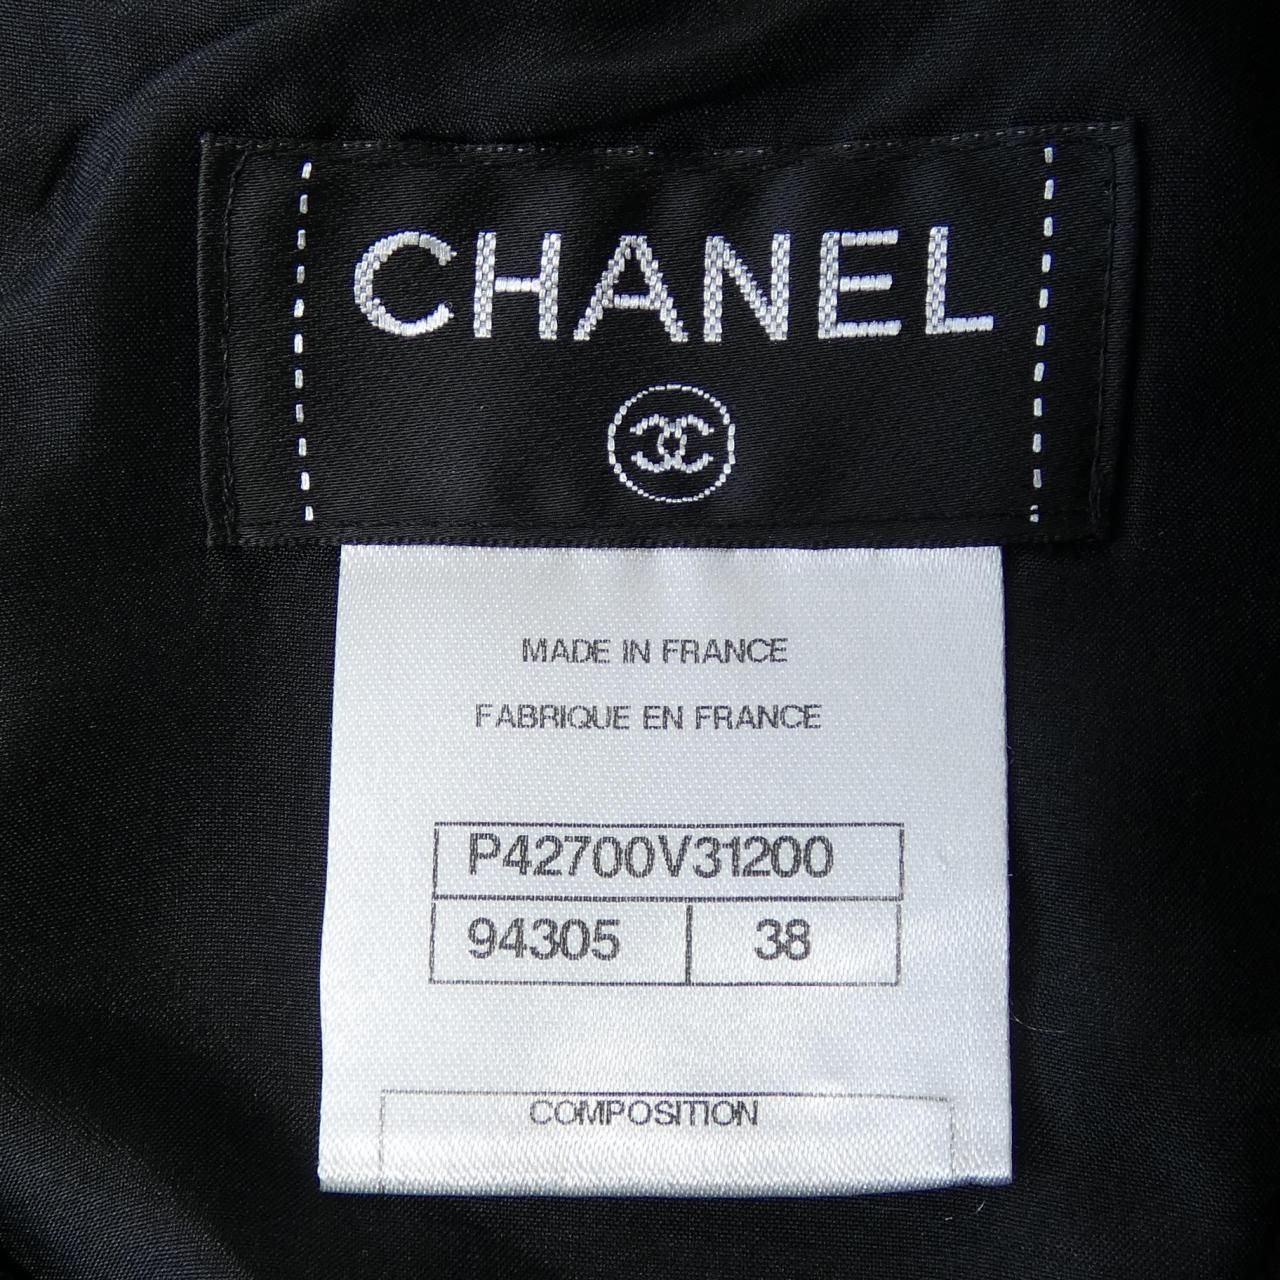 CHANEL
MADE IN FRANCE
FABRIQUE EN FRANCE
P42700V31200
94305 38
COMPOSITION